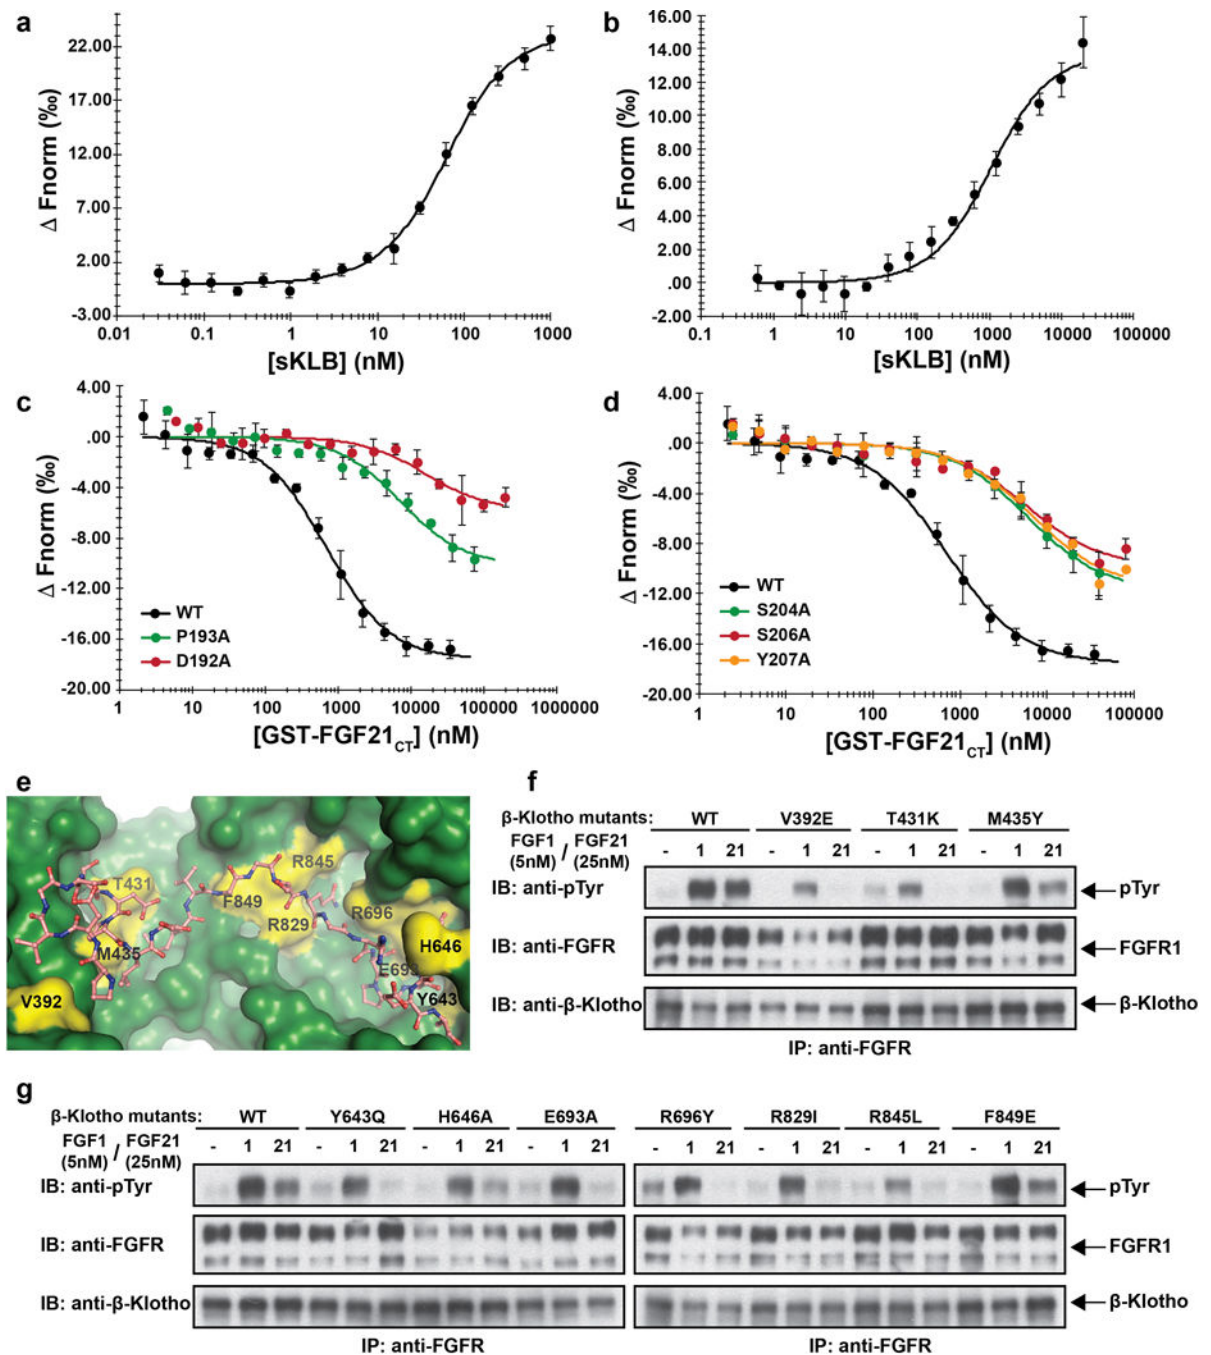 a
22.00
17.00
12.00
7.00
2.00
-3.00
Δ Fnorm (‰)
0.01 0.1 1 10 100 1000
[sKLB] (nM)
b
16.00
14.00
12.00
10.00
8.00
6.00
4.00
2.00
.00
-2.00
Δ Fnorm (‰)
0.1 1 10 100 1000 10000 100000
[sKLB] (nM)
c
4.00
.00
-4.00
-8.00
-12.00
-16.00
-20.00
Δ Fnorm (‰)
WT
P193A
D192A
1 10 100 1000 10000 100000 1000000
[GST-FGF21CT] (nM)
d
4.00
.00
-4.00
-8.00
-12.00
-16.00
-20.00
Δ Fnorm (‰)
WT
S204A
S206A
Y207A
1 10 100 1000 10000 100000
[GST-FGF21CT] (nM)
e
T431
R845
F849
R829
R696
M435
H646
E693
V392
Y643
f
β-Klotho mutants: WT V392E T431K M435Y
FGF1 / FGF21
(5nM) (25nM)
- 1 21 - 1 21 - 1 21 - 1 21
IB: anti-pTyr
pTyr
IB: anti-FGFR
FGFR1
IB: anti-β-Klotho
β-Klotho
IP: anti-FGFR
g
β-Klotho mutants: WT Y643Q H646A E693A R696Y R829I R845L F849E
FGF1 / FGF21
(5nM) (25nM)
- 1 21 - 1 21 - 1 21 - 1 21 - 1 21 - 1 21 - 1 21 - 1 21
IB: anti-pTyr
pTyr
IB: anti-FGFR
FGFR1
IB: anti-β-Klotho
β-Klotho
IP: anti-FGFR IP: anti-FGFR